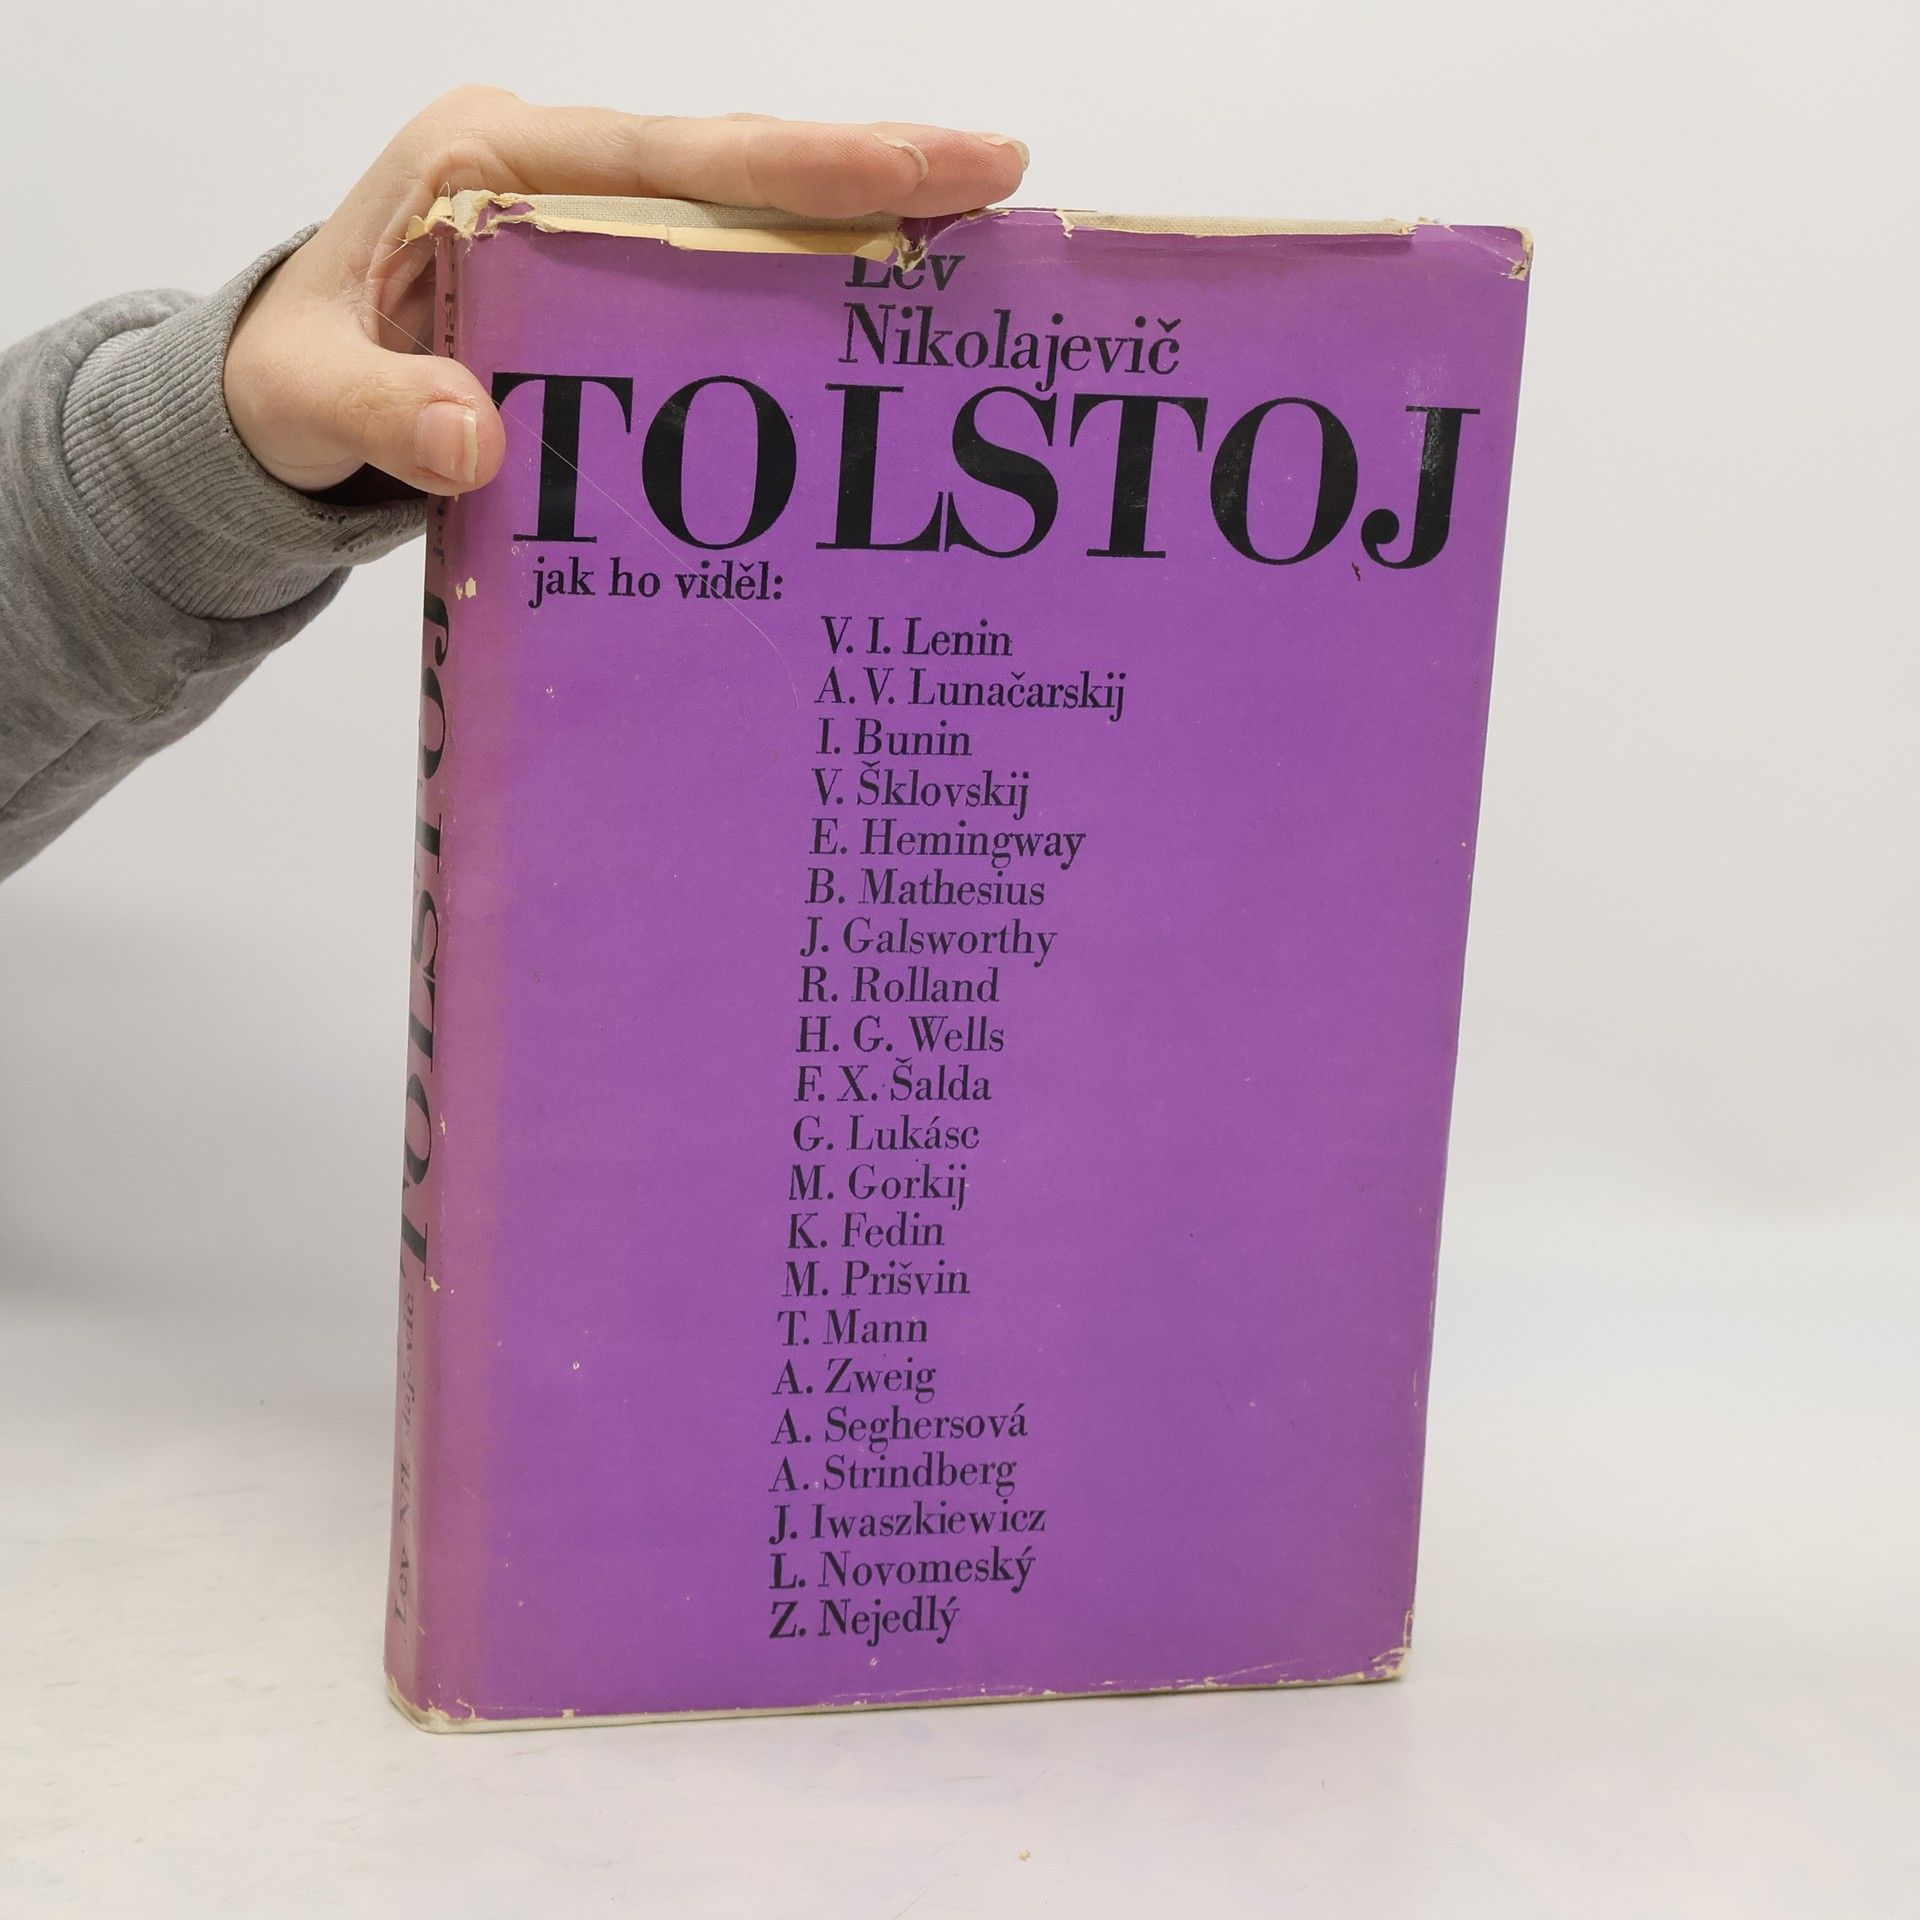 Lev
Nikolajevič
TOLSTOJ
jak ho viděl:
V. I. Lenin
A. V. Lunačarskij
I. Bunin
V. Šklovskij
E. Hemingway
B. Mathesius
J. Galsworthy
R. Rolland
H. G. Wells
F. X. Šalda
G. Lukásc
M. Gorkij
K. Fedin
M. Prišvin
T. Mann
A. Zweig
A. Seghersová
A. Strindberg
J. Iwaszkiewicz
L. Novomeský
Z. Nejedlý
Lev Nikolajevič TOLSTOJ